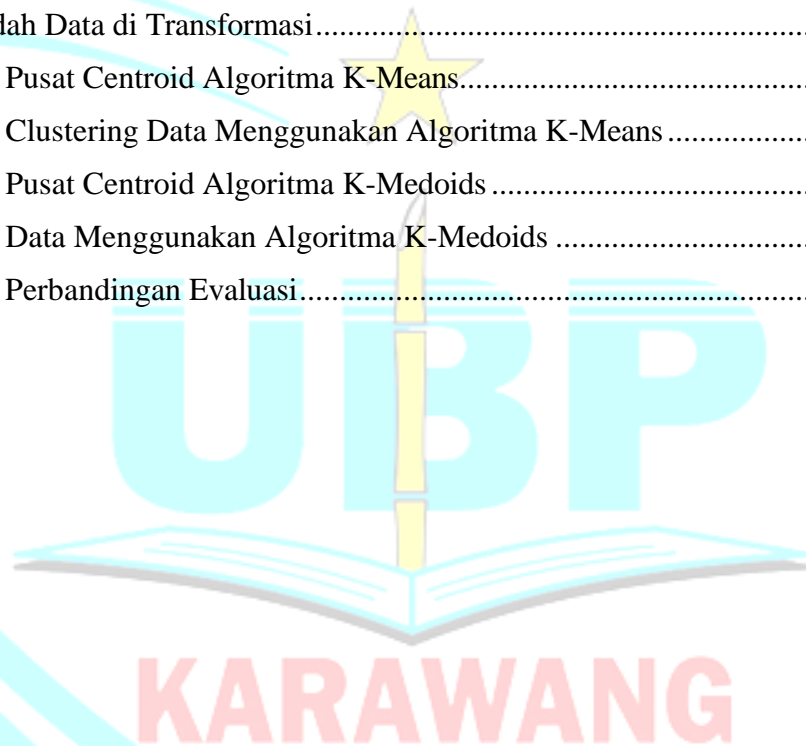 dah Data di Transformasi.................................................................
Pusat Centroid Algoritma K-Means.............................................
Clustering Data Menggunakan Algoritma K-Means...................
Pusat Centroid Algoritma K-Medoids.........................................
Data Menggunakan Algoritma K-Medoids.................................
Perbandingan Evaluasi.................................................................
UBP
KARAWANG